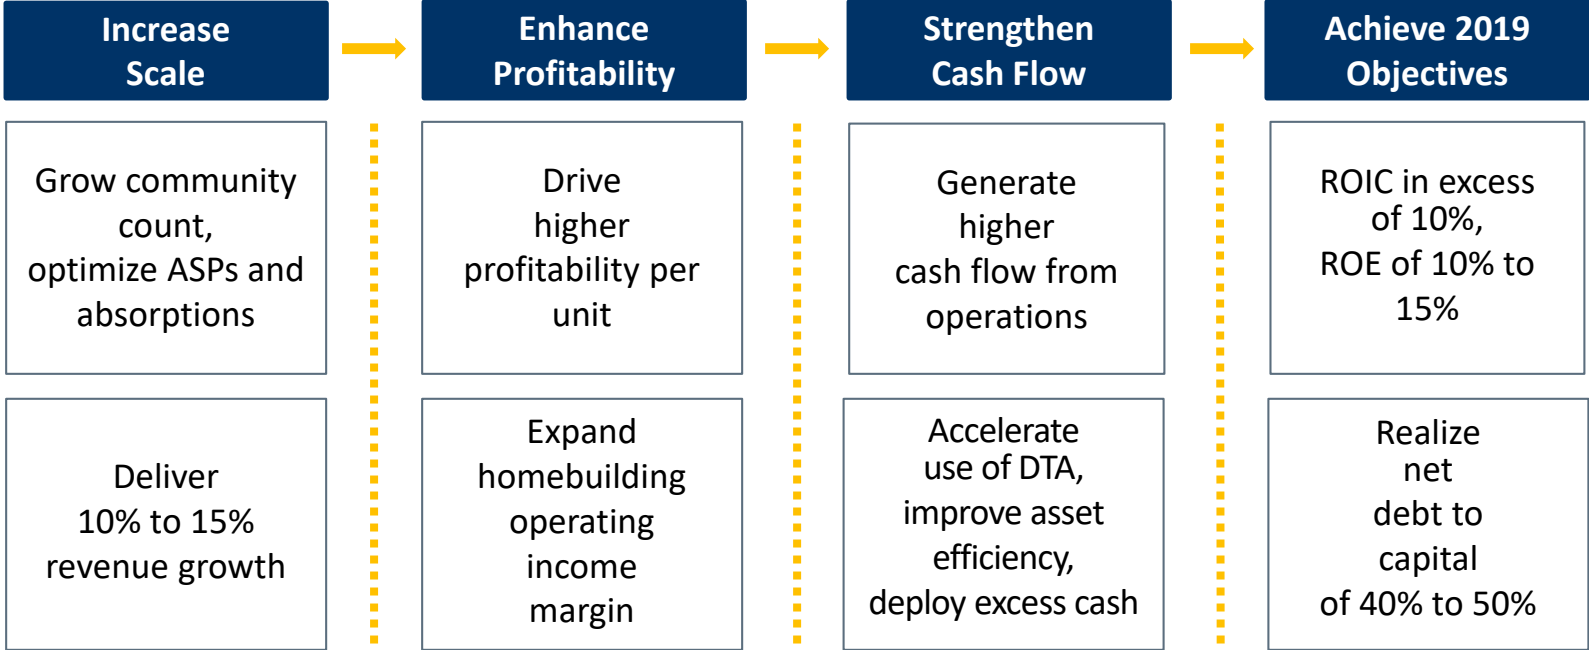 Increase
Scale
Enhance
Profitability
Strengthen
Cash Flow
Achieve 2019
Objectives
Grow community
count,
optimize ASPs and
absorptions
Drive
higher
profitability per
unit
Generate
higher
cash flow from
operations
ROIC in excess
of 10%,
ROE of 10% to
15%
Deliver
10% to 15%
revenue growth
Expand
homebuilding
operating
income
margin
Accelerate
use of DTA,
improve asset
efficiency,
deploy excess cash
Realize
net
debt to
capital
of 40% to 50%